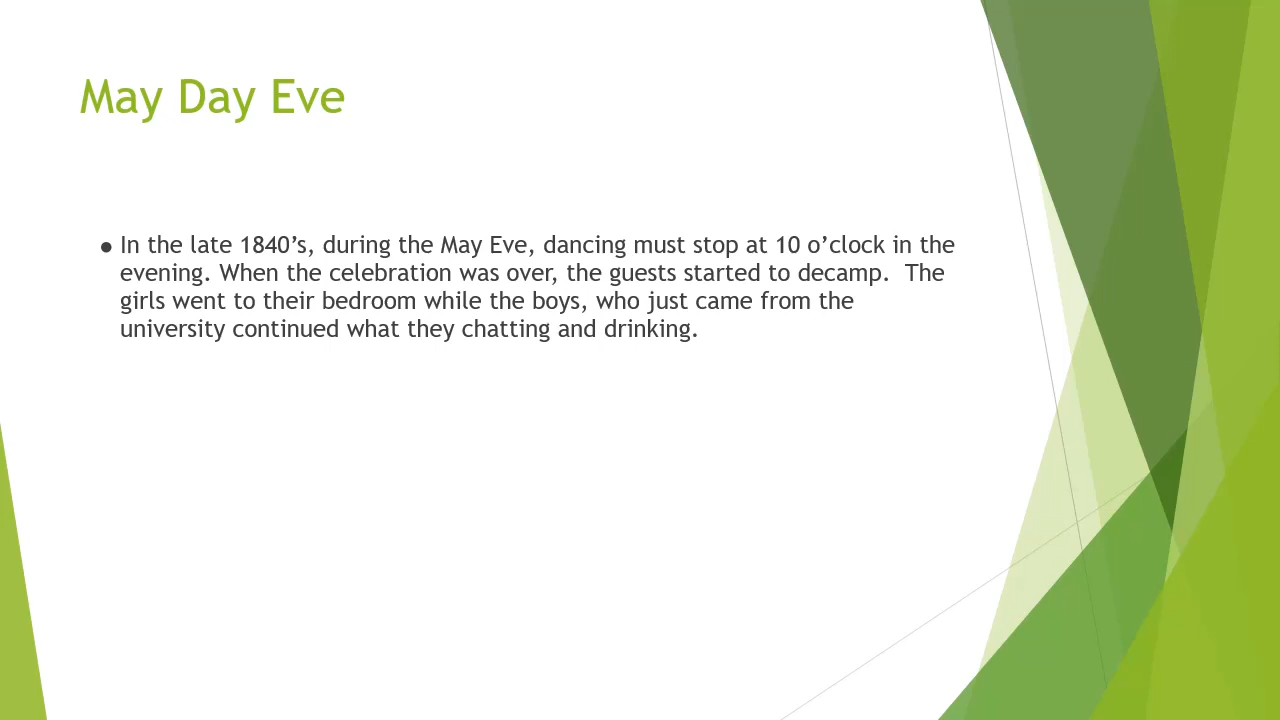 May Day Eve
● In the late 1840’s, during the May Eve, dancing must stop at 10 o’clock in the
evening. When the celebration was over, the guests started to decamp.  The
girls went to their bedroom while the boys, who just came from the
university continued what they chatting and drinking.